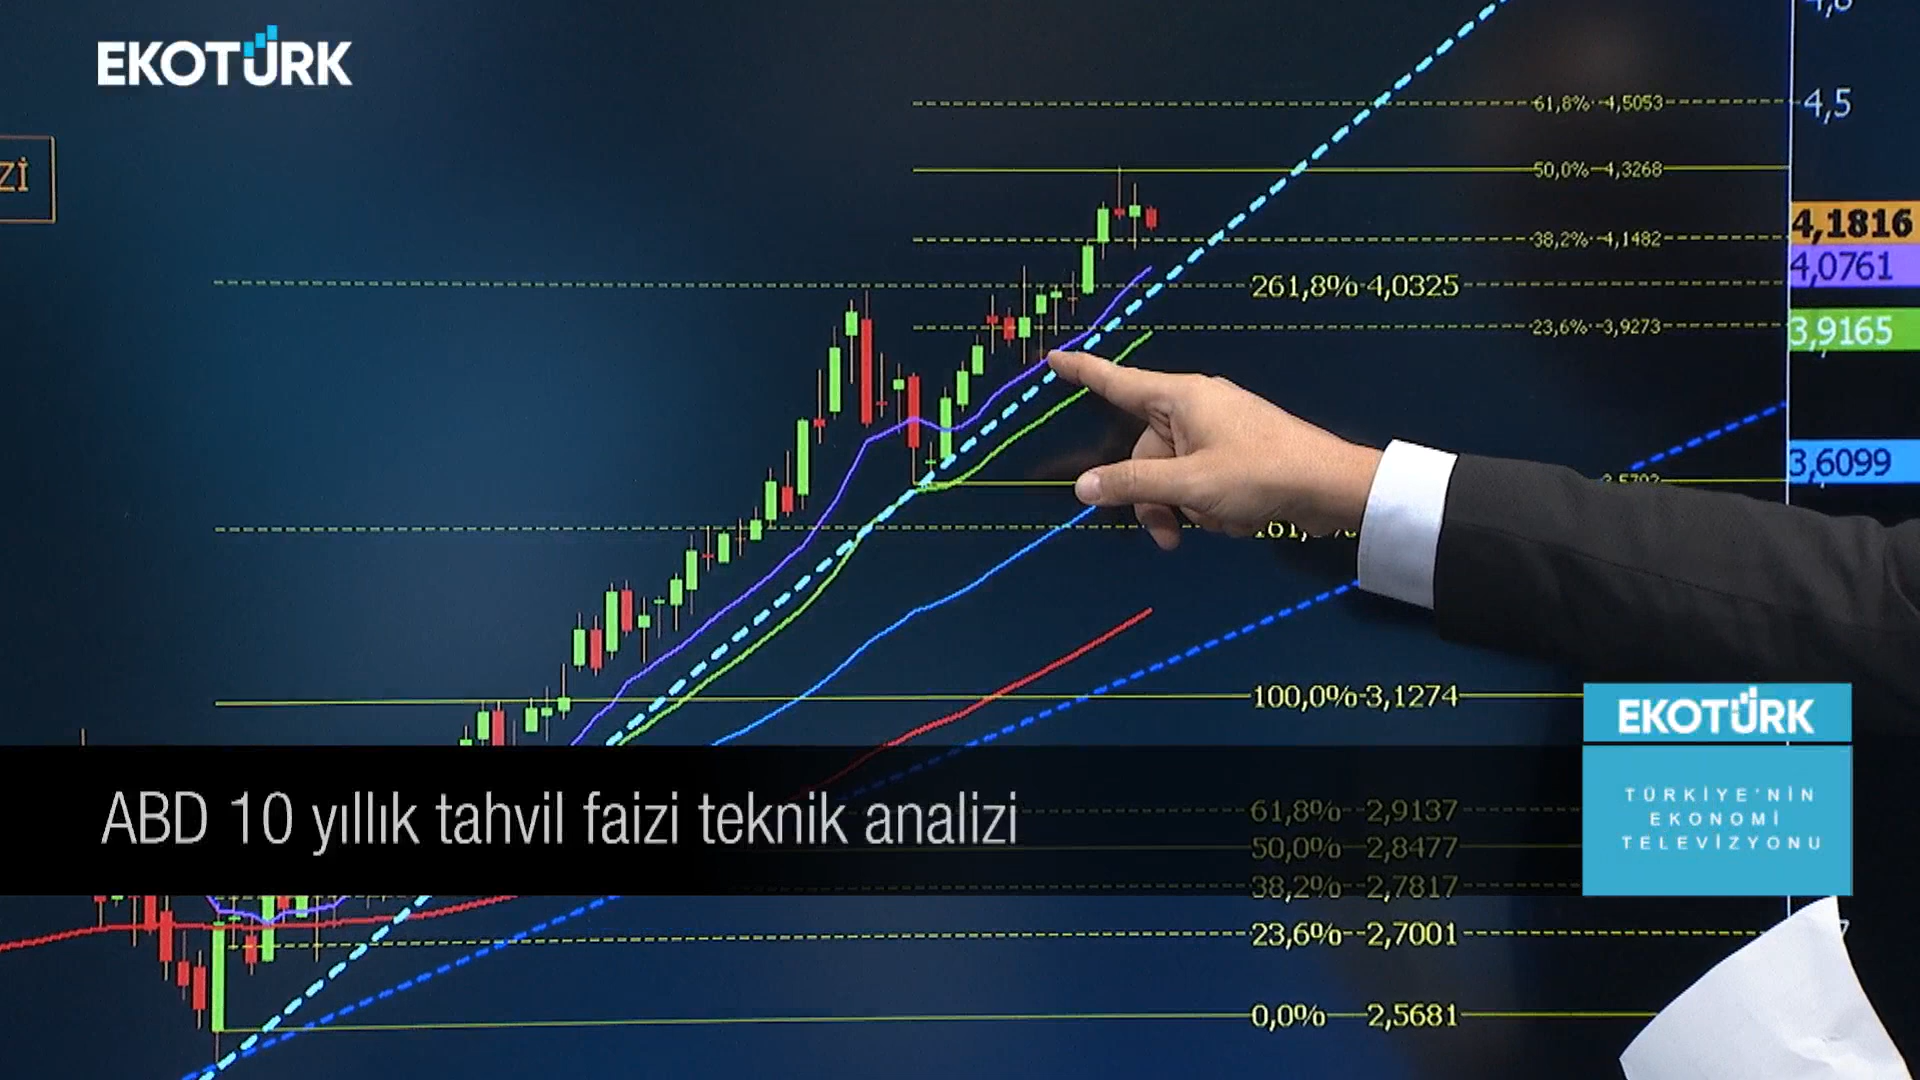 EKOTÜRK
Zİ
61,8% 4,5053
4,5
50,0% 4,3268
4,1816
38,2% 4,1482
4,0761
261,8% 4,0325
23,6% 3,9273
3,9165
3,6099
100,0% 3,1274
EKOTÜRK
TÜRKİYE'NİN
EKONOMİ
TELEVİZYONU
ABD 10 yıllık tahvil faizi teknik analizi
61,8% 2,9137
50,0% 2,8477
38,2% 2,7817
23,6% 2,7001
0,0% 2,5681